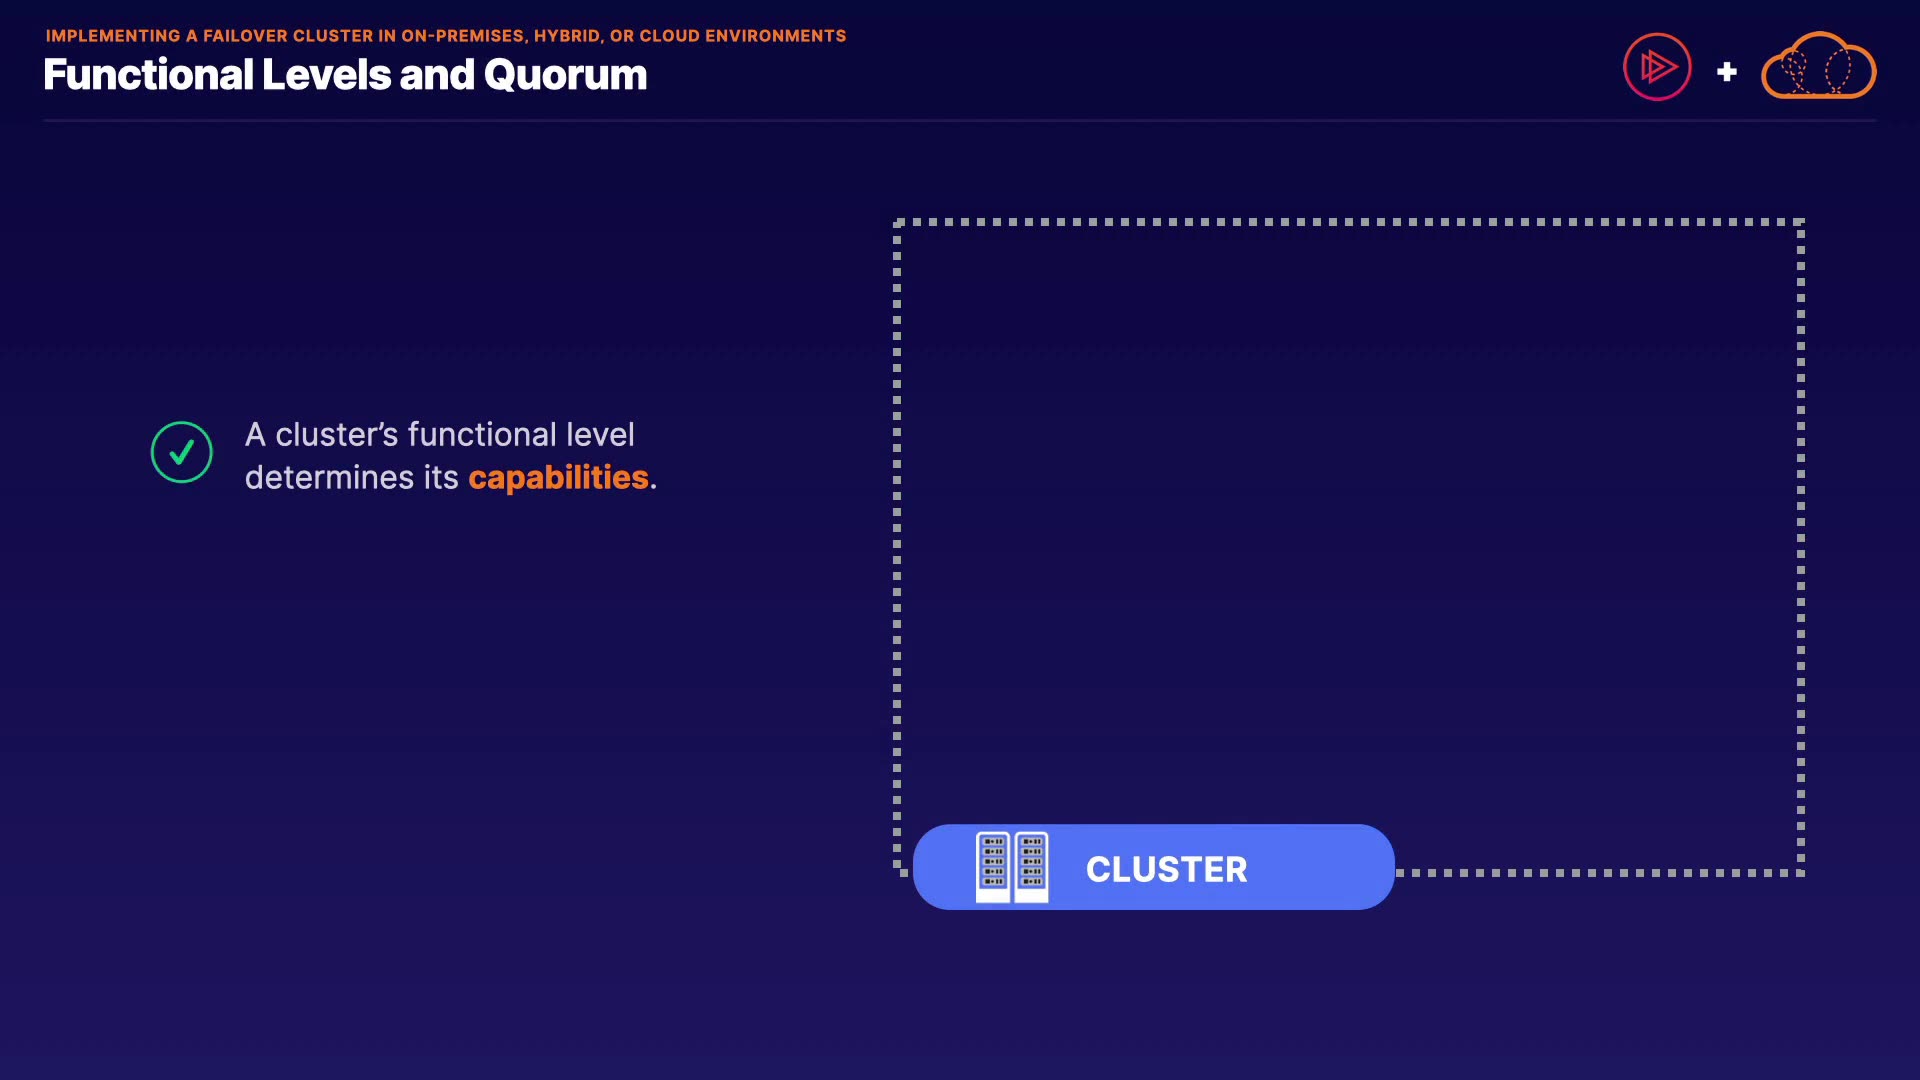 IMPLEMENTING A FAILOVER CLUSTER IN ON-PREMISES, HYBRID, OR CLOUD ENVIRONMENTS
Functional Levels and Quorum
A cluster’s functional level
determines its capabilities.
CLUSTER